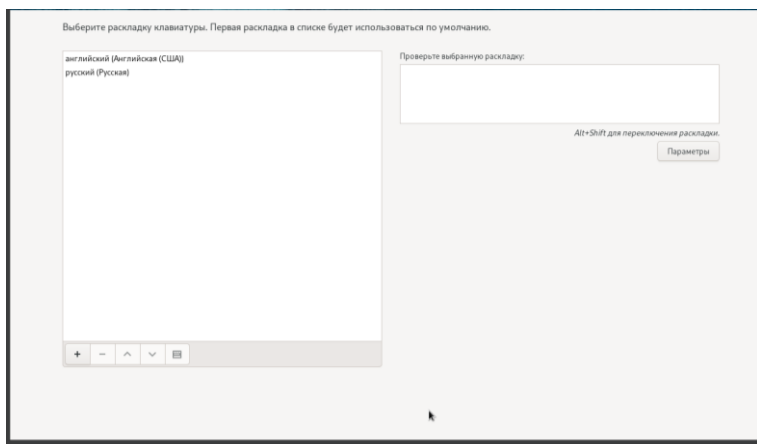 Выберите раскладку клавиатуры. Первая раскладка в списке будет использоваться по умолчанию.
английский (Английская (США))
русский (Русская)
Проверьте выбранную раскладку:
Alt+Shift для переключения раскладки.
Параметры